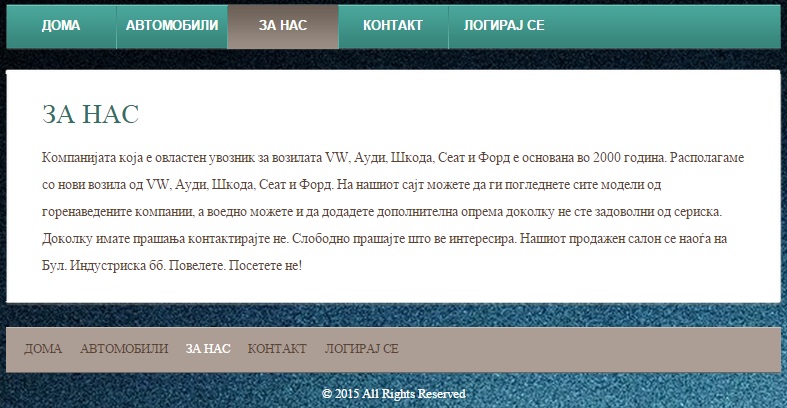 ДОМА АВТОМОБИЛИ ЗА НАС КОНТАКТ ЛОГИРАЈ СЕ
ЗА НАС
Компанијата која е овластен увозник за возилата VW, Ауди, Шкода, Сеат и Форд е основана во 2000 година. Располагаме
со нови возила од VW, Ауди, Шкода, Сеат и Форд. На нашиот сајт можете да ги погледнете сите модели од
горенаведените компании, а воедно можете и да додадете дополнителна опрема доколку не сте задоволни од сериска.
Доколку имате прашања контактирајте не. Слободно прашајте што ве интересира. Нашиот продажен салон се наоѓа на
Бул. Индустриска бб. Повелете. Посетете не!
ДОМА АВТОМОБИЛИ ЗА НАС КОНТАКТ ЛОГИРАЈ СЕ
© 2015 All Rights Reserved